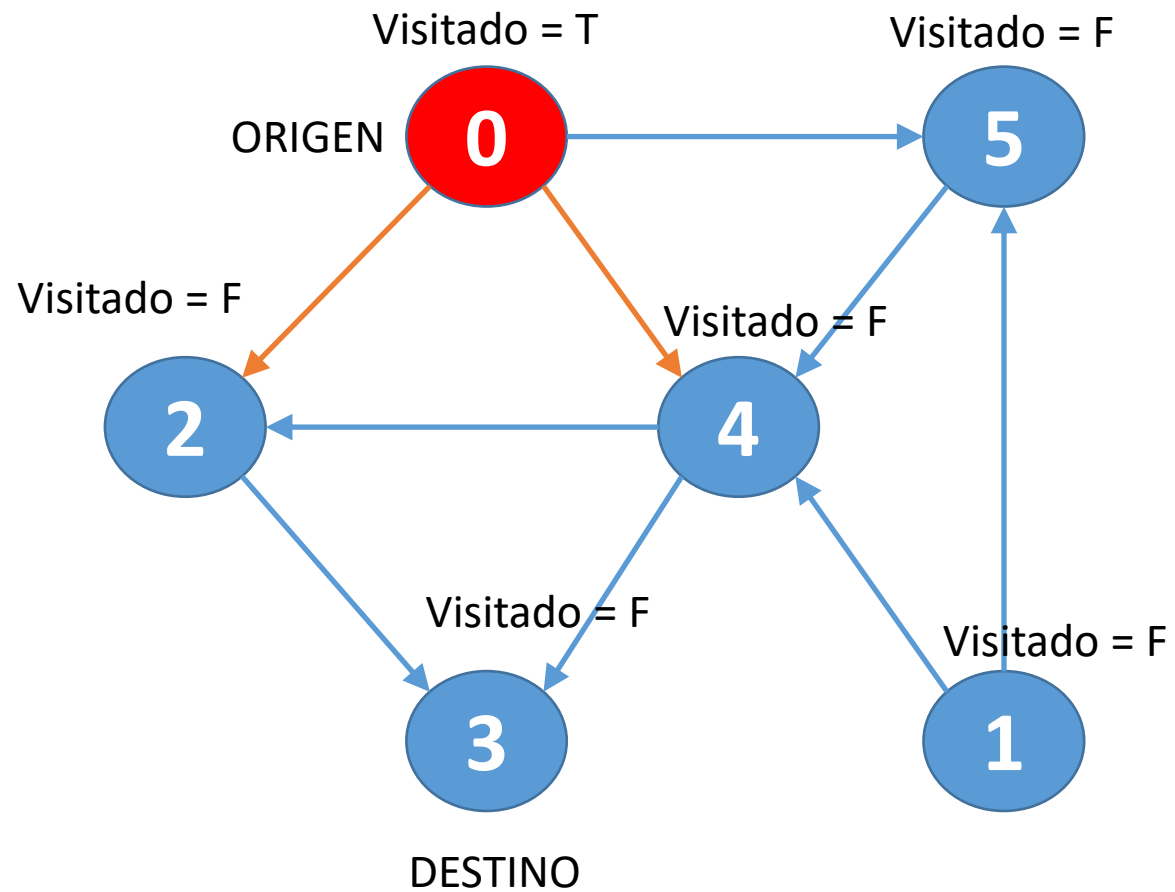 Visitado = T
Visitado = F
ORIGEN
0
5
Visitado = F
Visitado = F
2
4
Visitado = F
Visitado = F
3
1
DESTINO